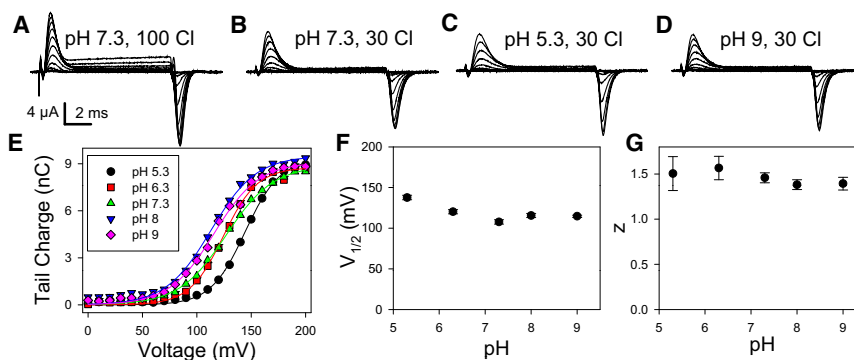 A B C D
pH 7.3, 100 Cl
pH 7.3, 30 Cl
pH 5.3, 30 Cl
pH 9, 30 Cl
4 µA
2 ms
E
Tail Charge (nC)
9
6
3
0
pH 5.3
pH 6.3
pH 7.3
pH 8
pH 9
0 50 100 150 200
Voltage (mV)
F
V1/2 (mV)
200
150
100
50
0
5 6 7 8 9
pH
G
z
1.5
1.0
0.5
0.0
5 6 7 8 9
pH